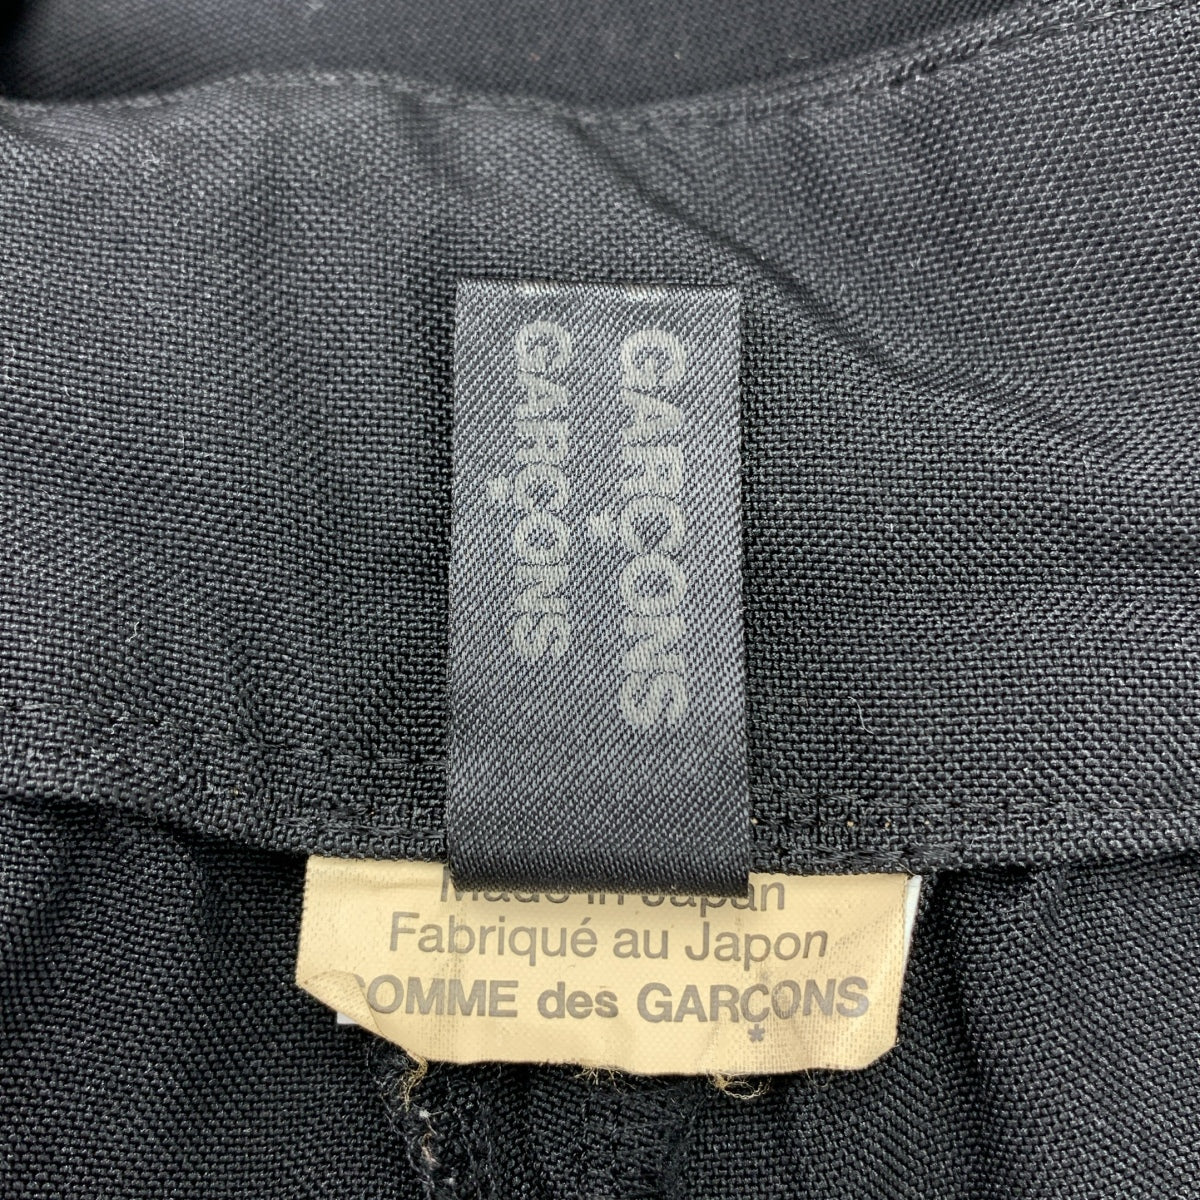 GARÇONS
GARÇONS
Made in Japan
Fabriqué au Japon
COMME des GARÇONS
*